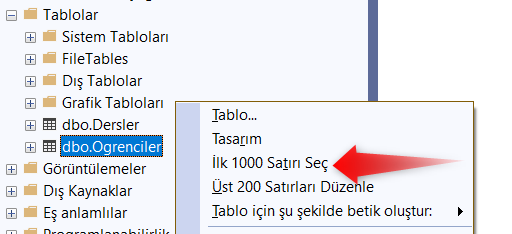 Tablolar
Sistem Tabloları
FileTables
Dış Tablolar
Grafik Tabloları
dbo.Dersler
dbo.Ogrenciler
Görüntülemeler
Dış Kaynaklar
Eş anlamlılar
Programlanabilirlik
Tablo...
Tasarım
İlk 1000 Satırı Seç
Üst 200 Satırları Düzenle
Tablo için şu şekilde betik oluştur: